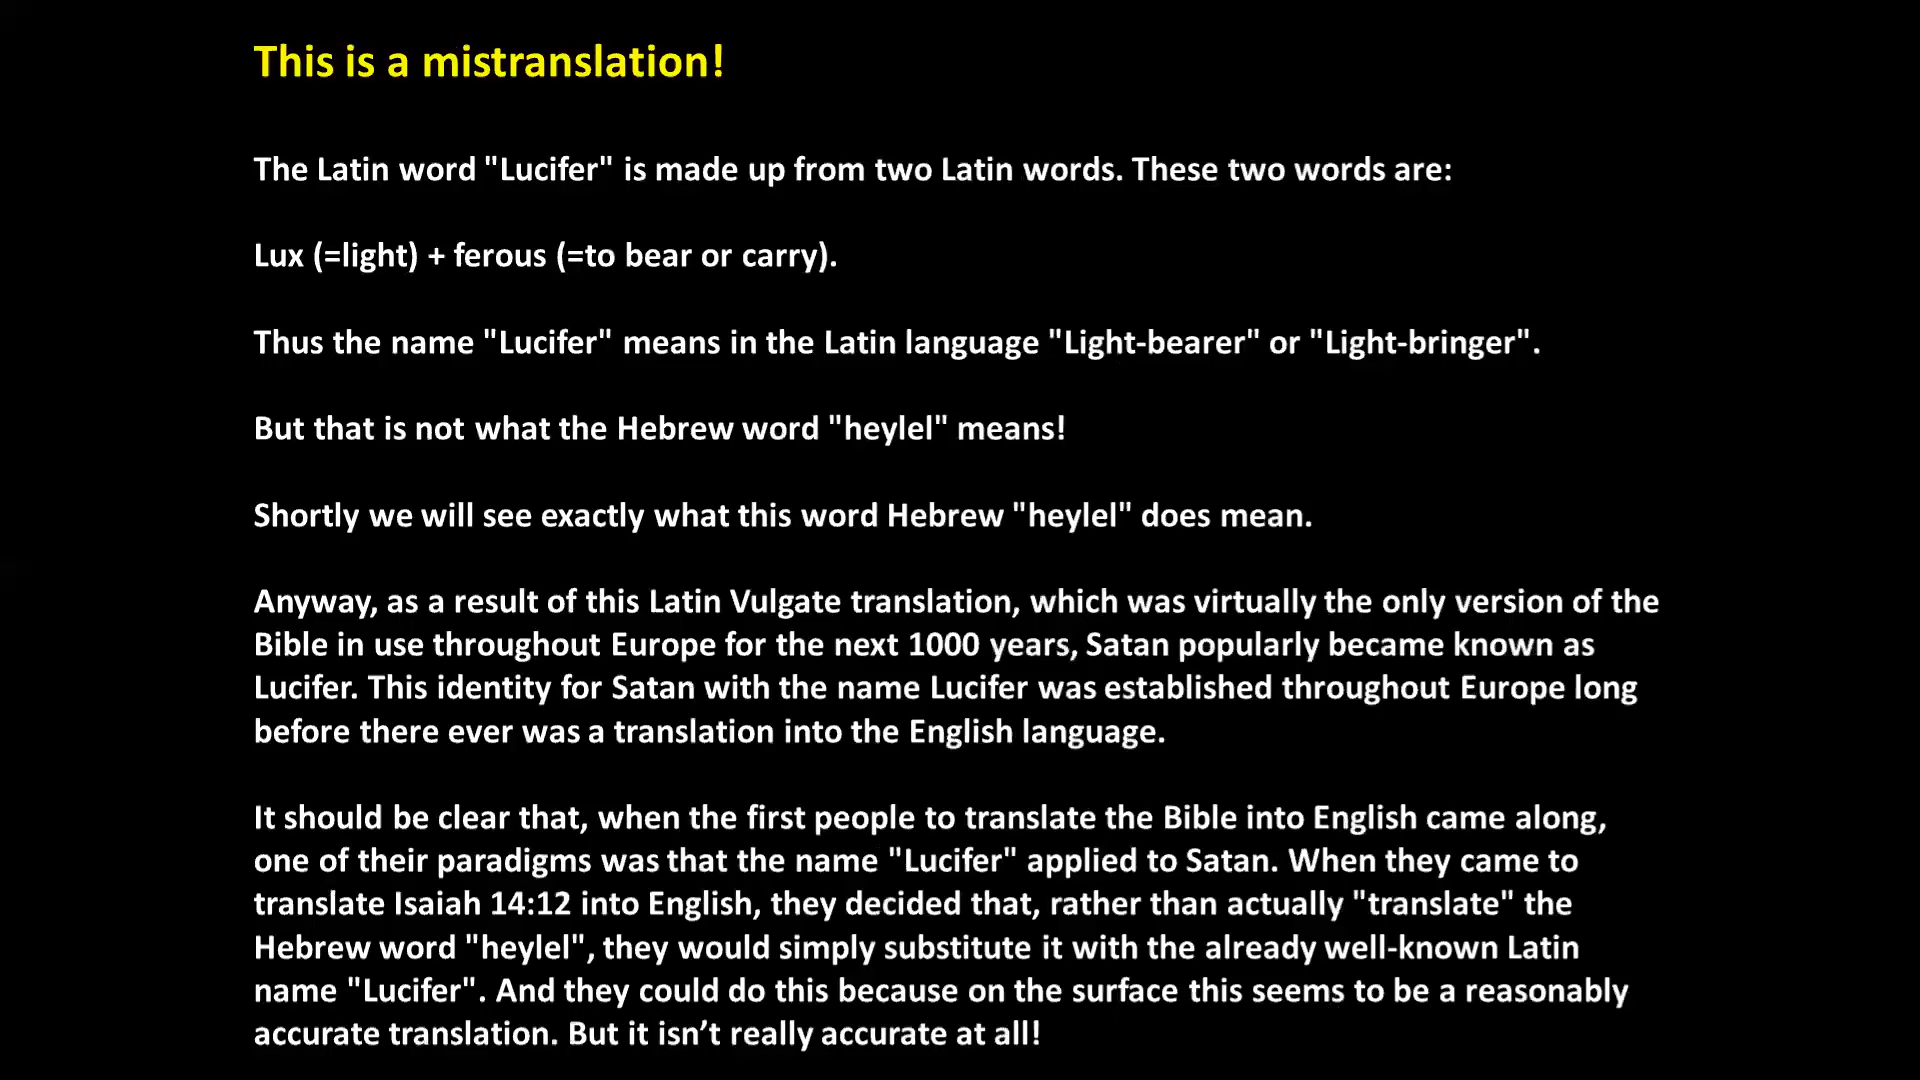 This is a mistranslation!
The Latin word "Lucifer" is made up from two Latin words. These two words are:
Lux (=light) + ferous (=to bear or carry).
Thus the name "Lucifer" means in the Latin language "Light-bearer" or "Light-bringer".
But that is not what the Hebrew word "heylel" means!
Shortly we will see exactly what this word Hebrew "heylel" does mean.
Anyway, as a result of this Latin Vulgate translation, which was virtually the only version of the
Bible in use throughout Europe for the next 1000 years, Satan popularly became known as
Lucifer. This identity for Satan with the name Lucifer was established throughout Europe long
before there ever was a translation into the English language.
It should be clear that, when the first people to translate the Bible into English came along,
one of their paradigms was that the name "Lucifer" applied to Satan. When they came to
translate Isaiah 14:12 into English, they decided that, rather than actually "translate" the
Hebrew word "heylel", they would simply substitute it with the already well-known Latin
name "Lucifer". And they could do this because on the surface this seems to be a reasonably
accurate translation. But it isn’t really accurate at all!